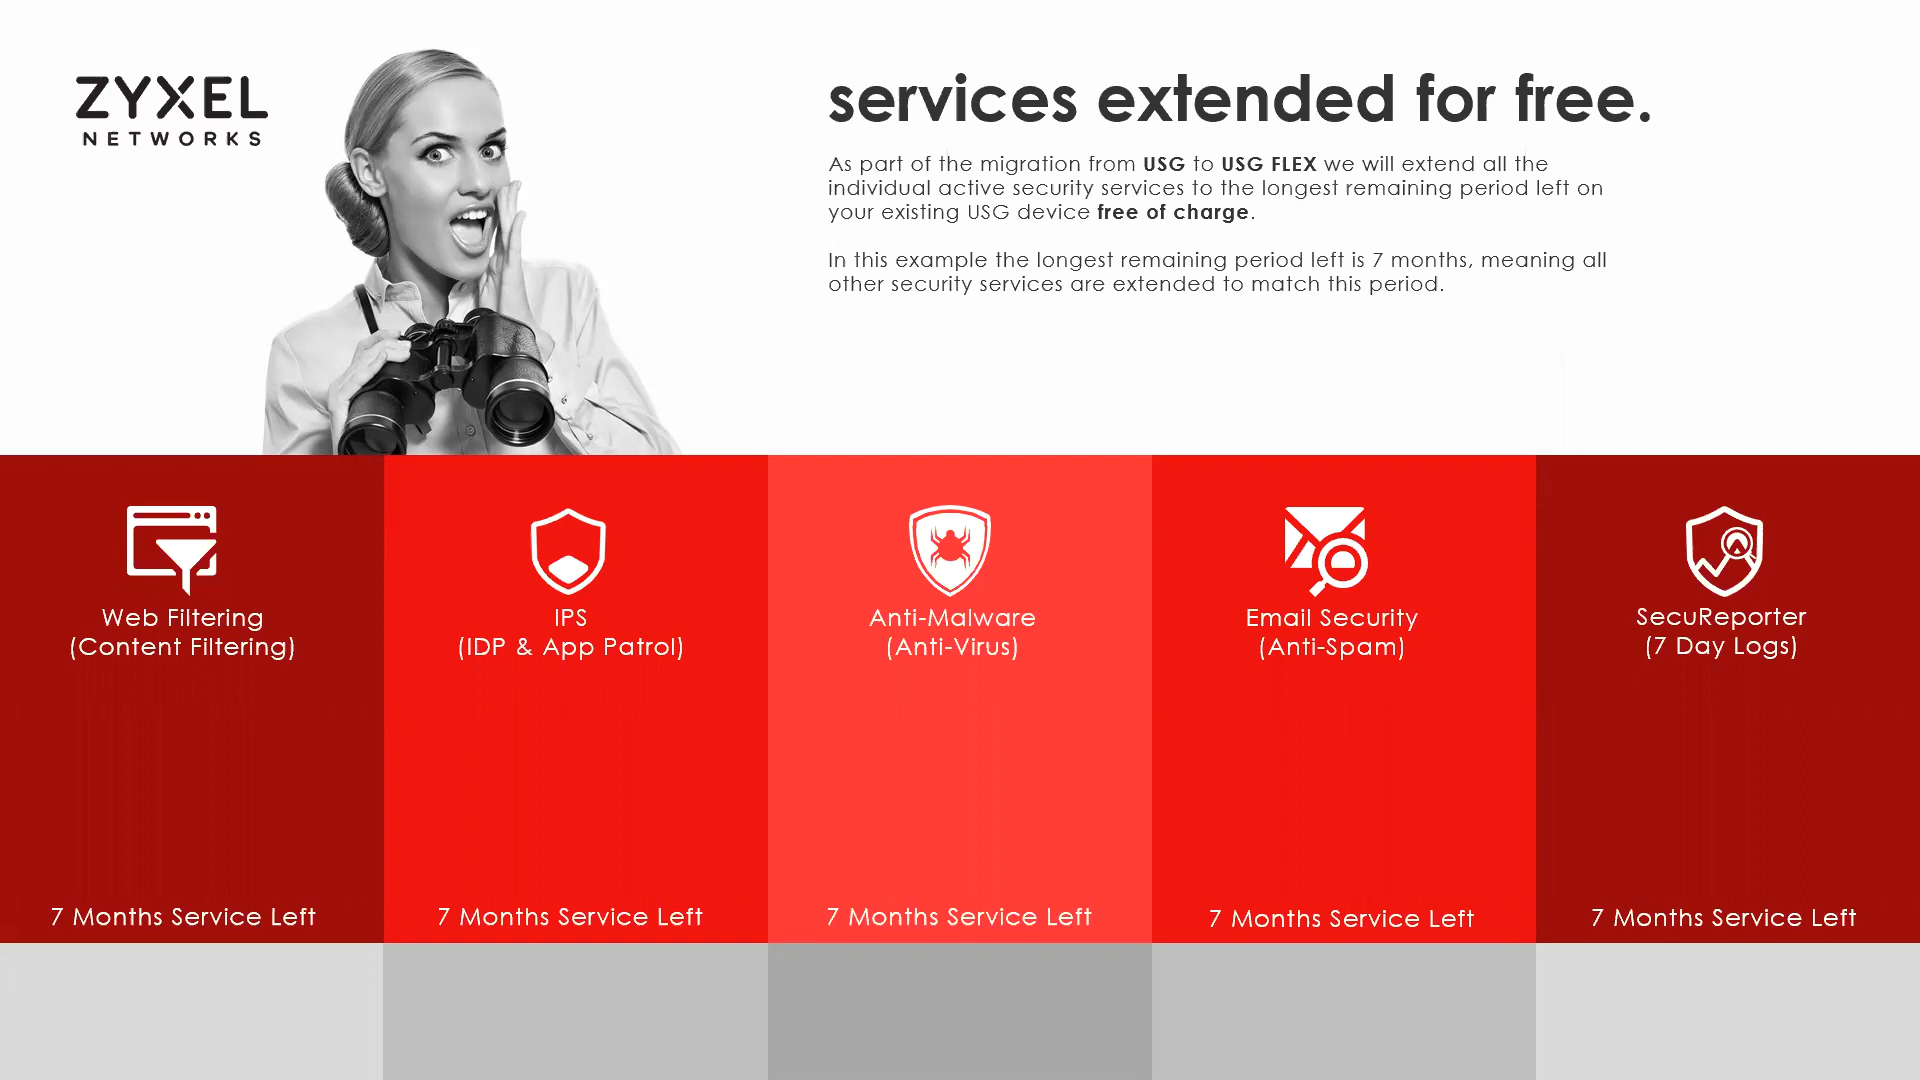 ZYXEL
NETWORKS
services extended for free.
As part of the migration from USG to USG FLEX we will extend all the
individual active security services to the longest remaining period left on
your existing USG device free of charge.
In this example the longest remaining period left is 7 months, meaning all
other security services are extended to match this period.
Web Filtering
(Content Filtering)
IPS
(IDP & App Patrol)
Anti-Malware
(Anti-Virus)
Email Security
(Anti-Spam)
SecuReporter
(7 Day Logs)
7 Months Service Left
7 Months Service Left
7 Months Service Left
7 Months Service Left
7 Months Service Left